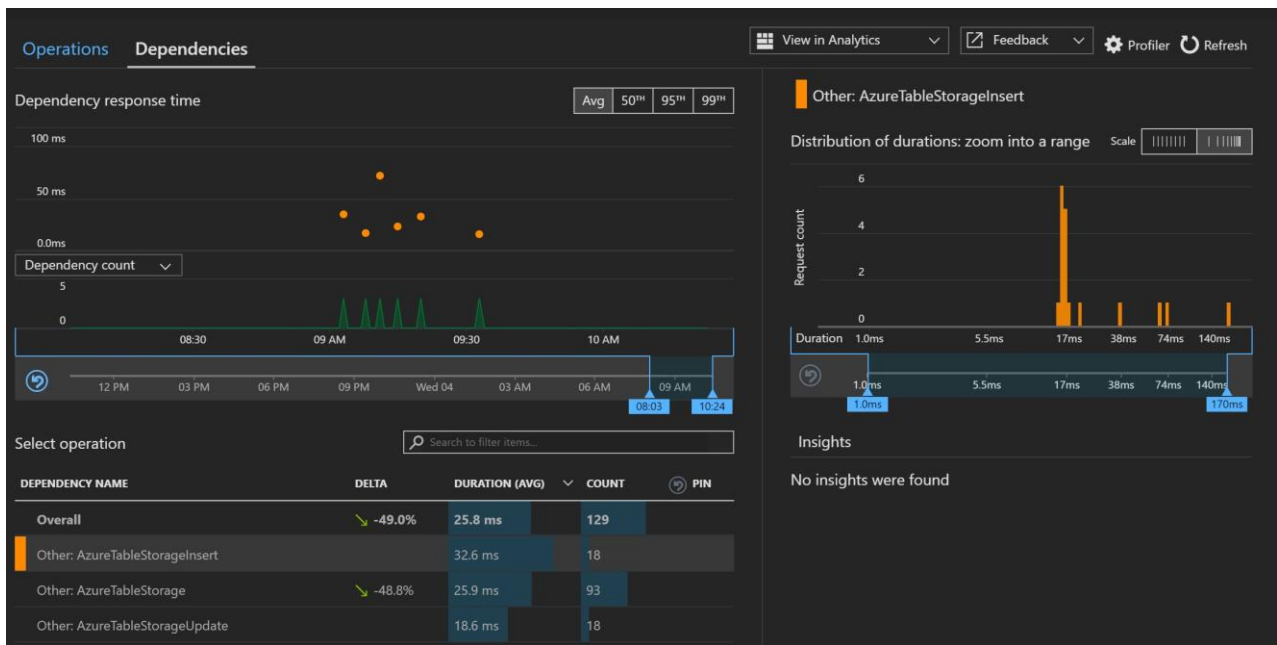 Operations Dependencies
View in Analytics Feedback Profiler Refresh
Dependency response time
Avg 50TH 95TH 99TH
100 ms
50 ms
0.0ms
Dependency count
5
0
08:30 09 AM 09:30 10 AM
12 PM 03 PM 06 PM 09 PM Wed 04 03 AM 06 AM 09 AM
08:03 10:24
Select operation
Search to filter items...
DEPENDENCY NAME DELTA DURATION (AVG) COUNT PIN
Overall -49.0% 25.8 ms 129
Other: AzureTableStorageInsert 32.6 ms 18
Other: AzureTableStorage -48.8% 25.9 ms 93
Other: AzureTableStorageUpdate 18.6 ms 18
Other: AzureTableStorageInsert
Distribution of durations: zoom into a range Scale
Request count
6
4
2
0
Duration 1.0ms 5.5ms 17ms 38ms 74ms 140ms
1.0ms 5.5ms 17ms 38ms 74ms 140ms
1.0ms 170ms
Insights
No insights were found